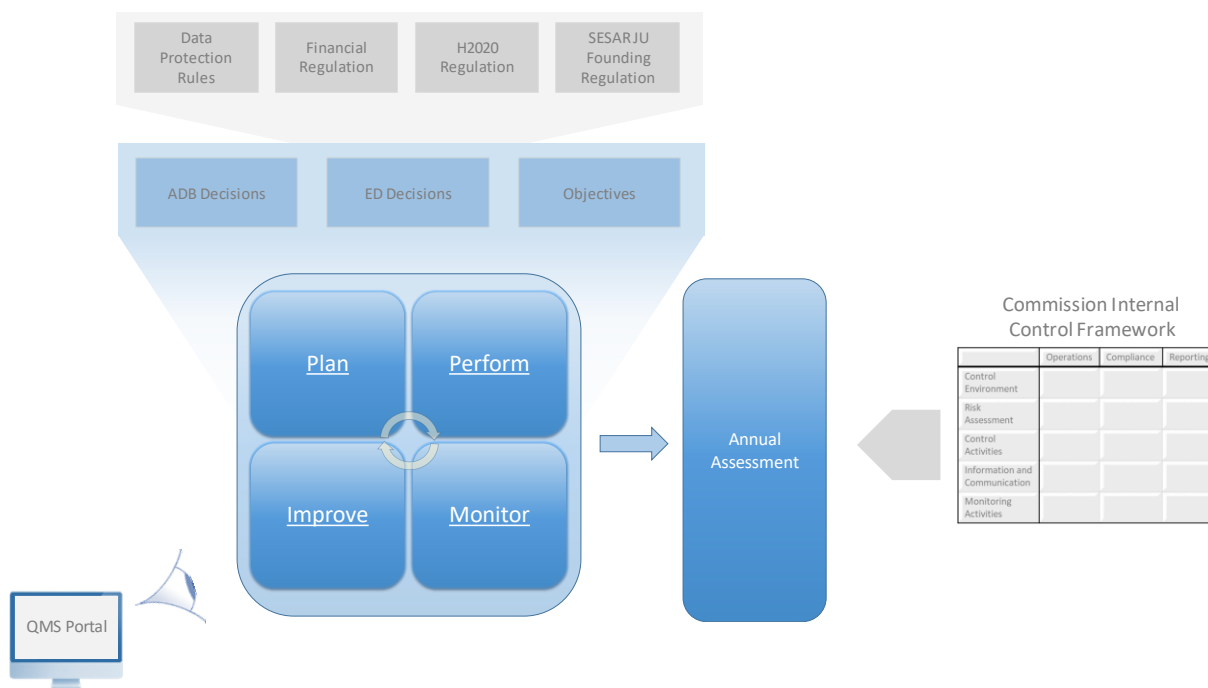 Data
Protection
Rules
Financial
Regulation
H2020
Regulation
SESARJU
Founding
Regulation
ADB Decisions
ED Decisions
Objectives
Plan
Perform
Improve
Monitor
Annual
Assessment
Commission Internal
Control Framework
Operations Compliance Reporting
Control
Environment
Risk
Assessment
Control
Activities
Information and
Communication
Monitoring
Activities
QMS Portal